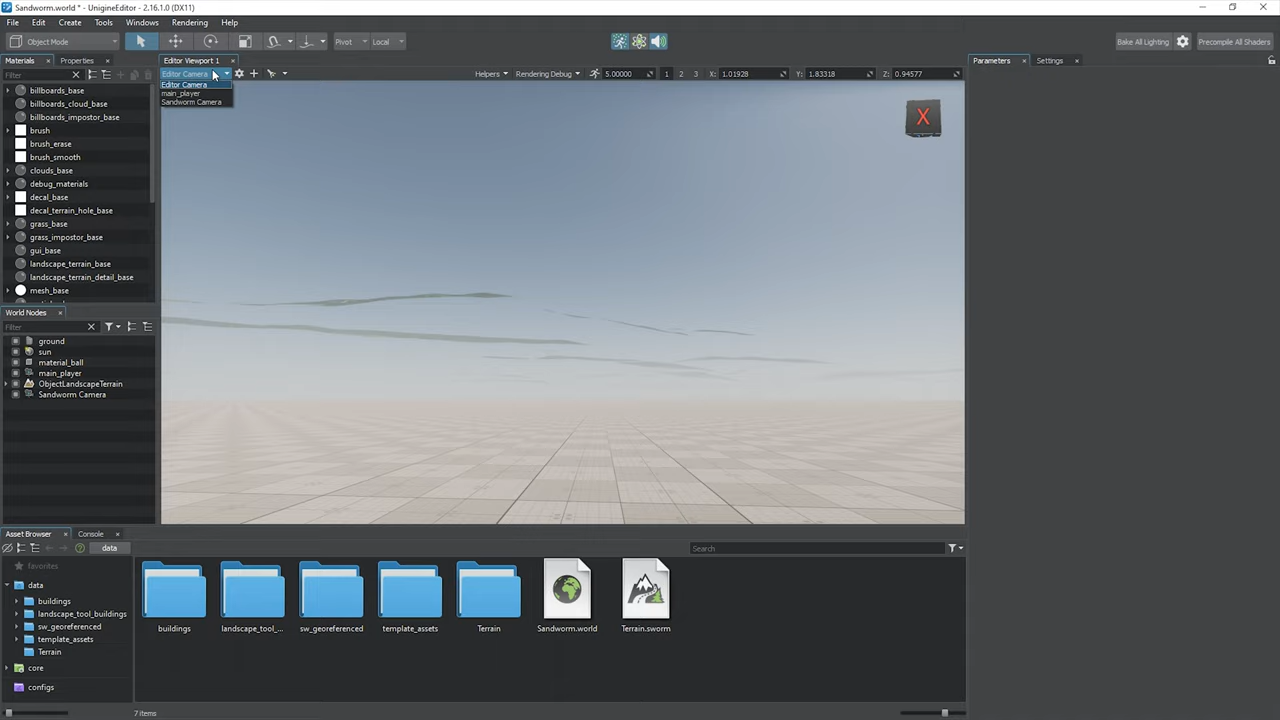 Sandworm.world * - UnigineEditor - 2.16.1.0 (DX11)
File Edit Create Tools Windows Rendering Help
Object Mode Pivot Local Bake All Lighting Precompile All Shaders
Materials Properties Editor Viewport 1 Parameters Settings
Filter Editor Camera Helpers Rendering Debug 5.00000 1 2 3 X: 1.01928 Y: 1.83318 Z: 0.94577
Editor Camera
main_player
Sandworm Camera
X
billboards_base
billboards_cloud_base
billboards_impostor_base
brush
brush_erase
brush_smooth
clouds_base
debug_materials
decal_base
decal_terrain_hole_base
grass_base
grass_impostor_base
gui_base
landscape_terrain_base
landscape_terrain_detail_base
mesh_base
World Nodes
Filter
ground
sun
material_ball
main_player
ObjectLandscapeTerrain
Sandworm Camera
Asset Browser Console
data Search
favorites
data
buildings
landscape_tool_buildings
sw_georeferenced
template_assets
Terrain
core
configs
buildings landscape_tool_... sw_georeferenced template_assets Terrain Sandworm.world Terrain.sworm
7 items